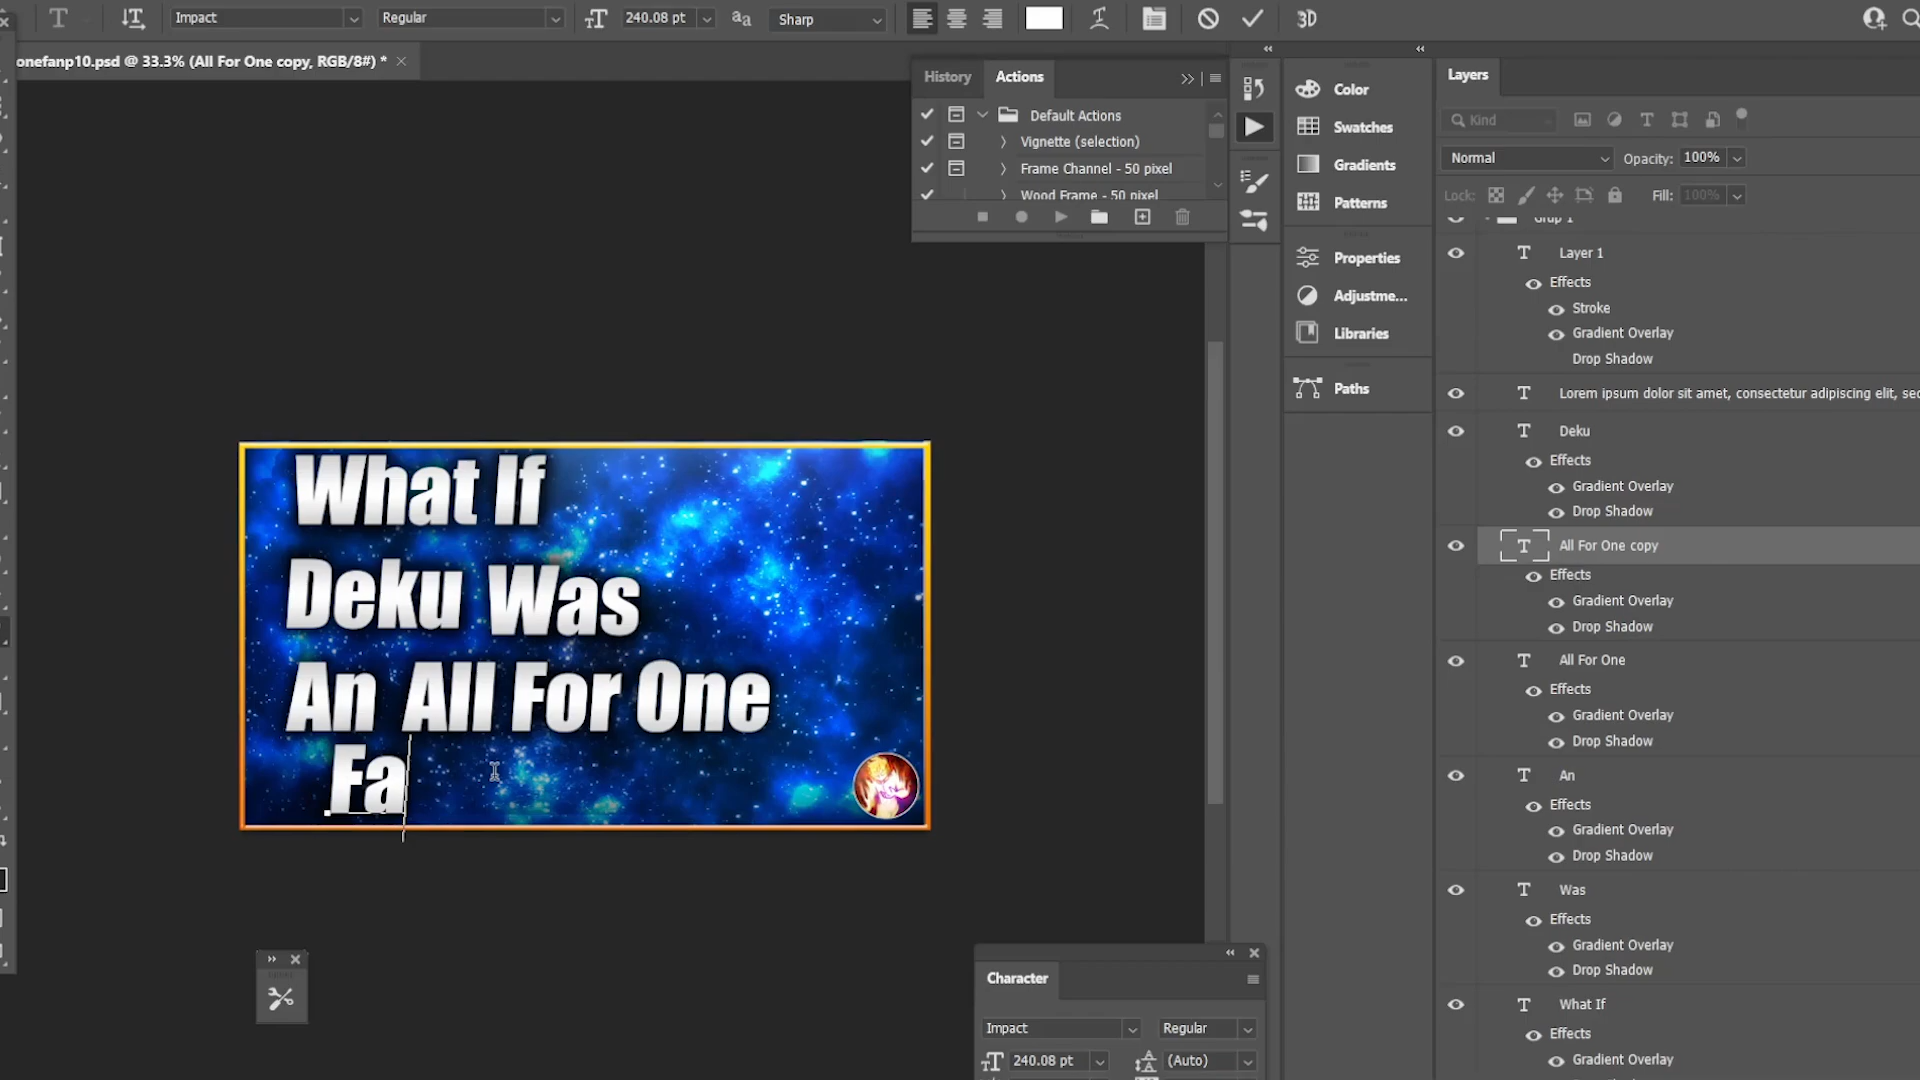 Impact
Regular
240.08 pt
Sharp
3D
onefanp10.psd @ 33.3% (All For One copy, RGB/8#) *
History
Actions
Default Actions
Vignette (selection)
Frame Channel - 50 pixel
Wood Frame - 50 pixel
Color
Swatches
Gradients
Patterns
Properties
Adjustme...
Libraries
Paths
Layers
Kind
Normal
Opacity: 100%
Lock:
Fill: 100%
Grup 1
Layer 1
Effects
Stroke
Gradient Overlay
Drop Shadow
Lorem ipsum dolor sit amet, consectetur adipiscing elit, sec
Deku
Effects
Gradient Overlay
Drop Shadow
All For One copy
Effects
Gradient Overlay
Drop Shadow
All For One
Effects
Gradient Overlay
Drop Shadow
An
Effects
Gradient Overlay
Drop Shadow
Was
Effects
Gradient Overlay
Drop Shadow
What If
Effects
Gradient Overlay
What If
Deku Was
An All For One
Fa
Character
Impact
Regular
240.08 pt
(Auto)